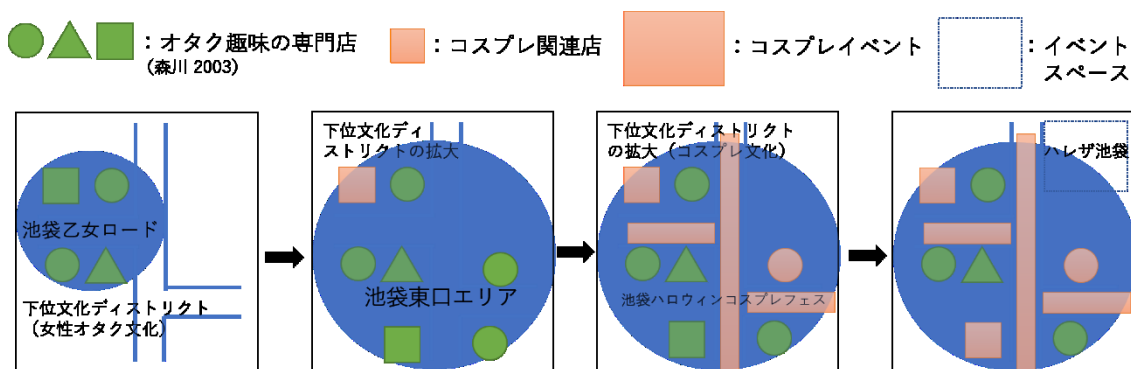 ：オタク趣味の専門店
(森川 2003)
：コスプレ関連店
：コスプレイベント
：イベント
スペース
池袋乙女ロード
下位文化ディストリクト
（女性オタク文化）
下位文化ディ
ストリクトの拡大
池袋東口エリア
下位文化ディストリクト
の拡大（コスプレ文化）
池袋ハロウィンコスプレフェス
ハレザ池袋